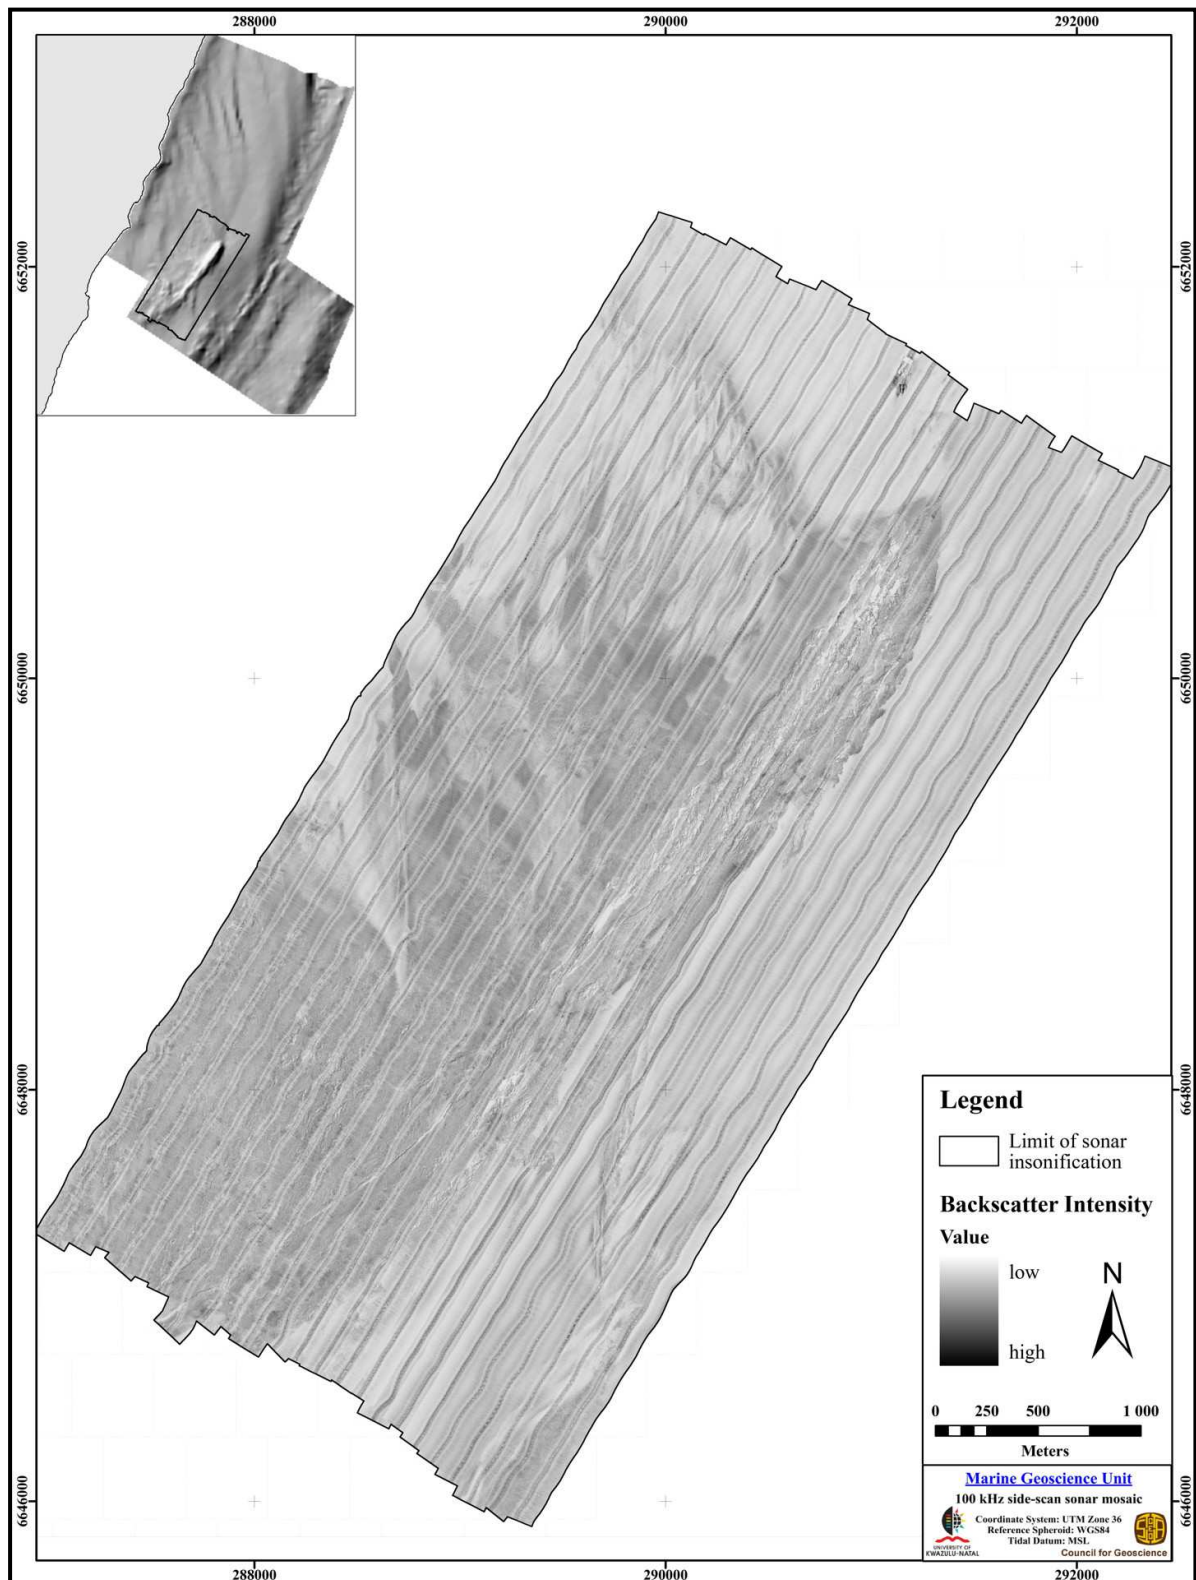 288000 290000 292000
6652000 6652000
6650000 6650000
6648000 6648000
Legend
Limit of sonar
insonification
Backscatter Intensity
Value
low
N
high
0 250 500 1 000
Meters
Marine Geoscience Unit
100 kHz side-scan sonar mosaic
Coordinate System: UTM Zone 36
Reference Spheroid: WGS84
Tidal Datum: MSL
UNIVERSITY OF
KWAZULU-NATAL
Council for Geoscience
6646000 6646000
288000 290000 292000